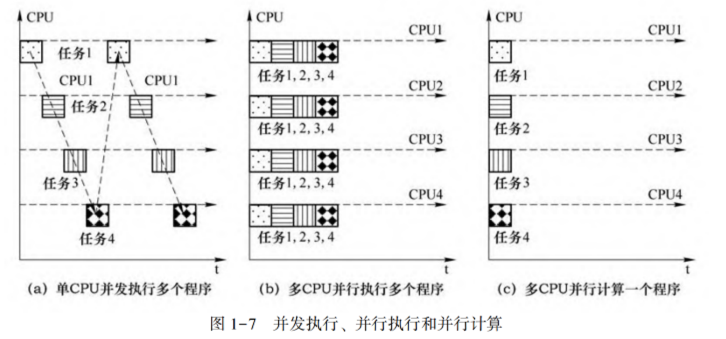 CPU
任务1
CPU1
CPU1
任务2
任务3
任务4
t
(a) 单CPU并发执行多个程序
CPU
CPU1
任务1, 2, 3, 4
CPU2
任务1, 2, 3, 4
CPU3
任务1, 2, 3, 4
CPU4
任务1, 2, 3, 4
t
(b) 多CPU并行执行多个程序
CPU
CPU1
任务1
CPU2
任务2
CPU3
任务3
CPU4
任务4
t
(c) 多CPU并行计算一个程序
图 1-7 并发执行、并行执行和并行计算